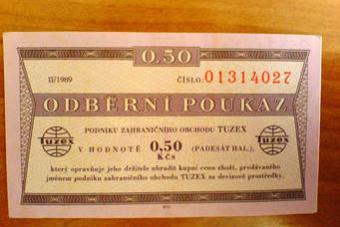 0.50
II/1989 ČÍSLO: 01314027
ODBĚRNÍ POUKAZ
PODNIKU ZAHRANIČNÍHO OBCHODU TUZEX
Tuzex V HODNOTĚ 0,50 (PADESÁT HAL.), Tuzex
Kčs
který opravňuje jeho držitele uhradit kupní cenu zboží, prodávaného
jménem podniku zahraničního obchodu TUZEX za devizové prostředky.